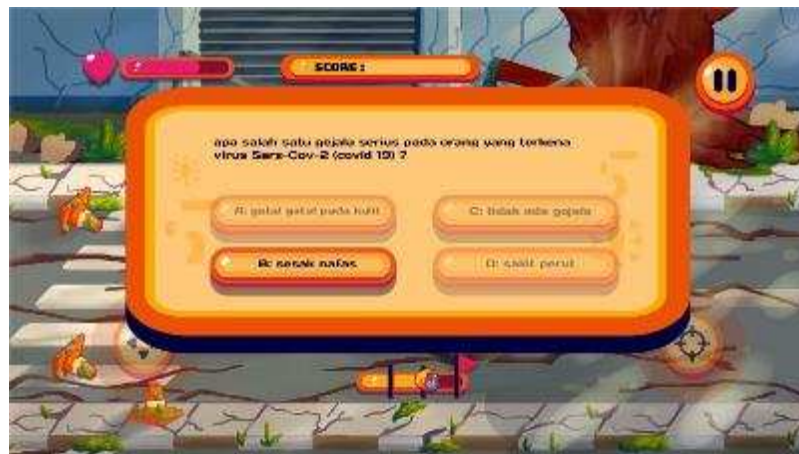 SCORE :
apa salah satu gejala serius pada orang yang terkena
virus Sars-Cov-2 (covid 19) ?
A: gatal gatal pada kulit
C: tidak ada gejala
B: sesak nafas
D: sakit perut